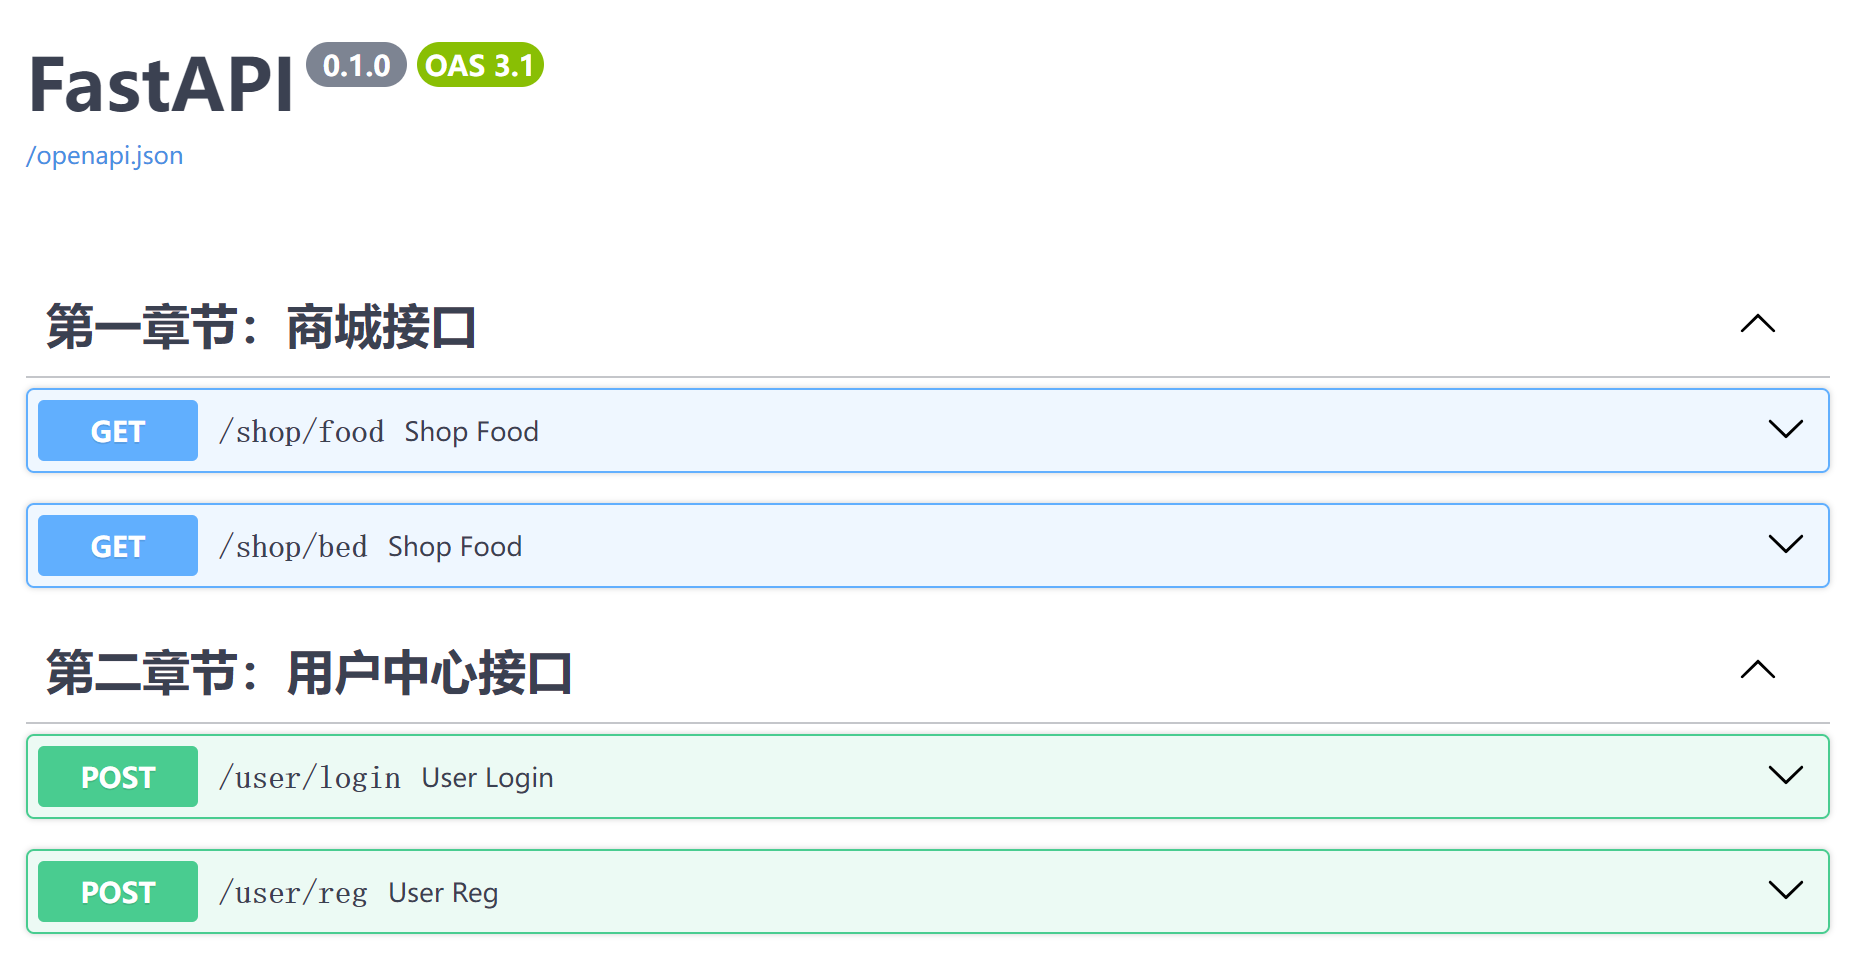 FastAPI 0.1.0 OAS 3.1
/openapi.json
第一章节：商城接口
GET /shop/food Shop Food
GET /shop/bed Shop Food
第二章节：用户中心接口
POST /user/login User Login
POST /user/reg User Reg